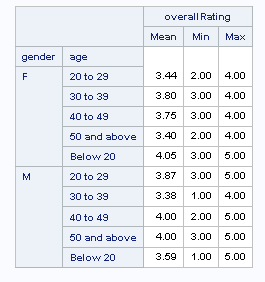 overall Rating
Mean Min Max
gender age
F 20 to 29 3.44 2.00 4.00
30 to 39 3.80 3.00 4.00
40 to 49 3.75 3.00 4.00
50 and above 3.40 2.00 4.00
Below 20 4.05 3.00 5.00
M 20 to 29 3.87 3.00 5.00
30 to 39 3.38 1.00 4.00
40 to 49 4.00 2.00 5.00
50 and above 4.00 3.00 5.00
Below 20 3.59 1.00 5.00